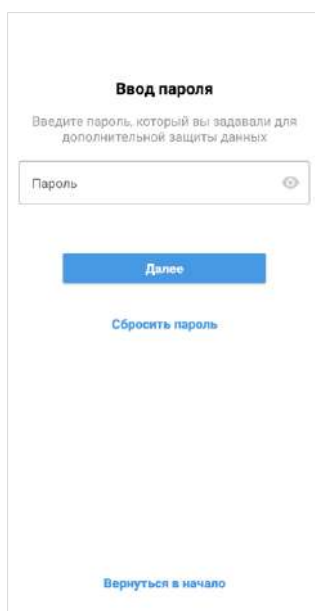 Ввод пароля
Введите пароль, который вы задавали для
дополнительной защиты данных
Пароль
Далее
Сбросить пароль
Вернуться в начало